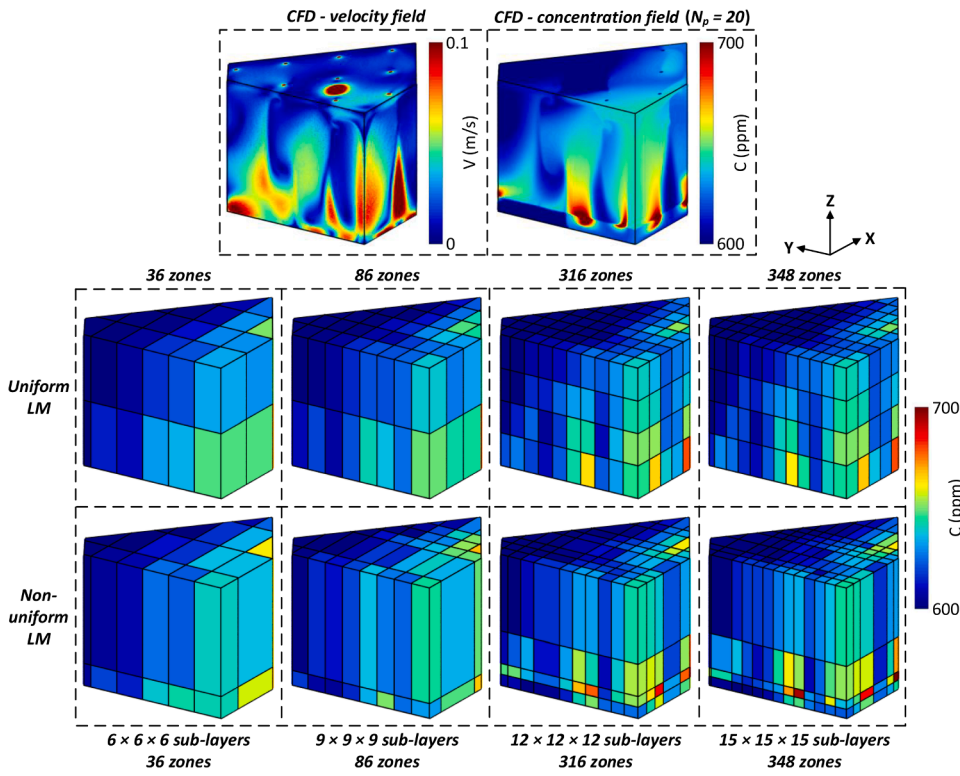 CFD - velocity field
CFD - concentration field (Np = 20)
0.1
V (m/s)
0
700
C (ppm)
600
Z
Y
X
36 zones
86 zones
316 zones
348 zones
Uniform
LM
Non-
uniform
LM
700
C (ppm)
600
6 × 6 × 6 sub-layers
9 × 9 × 9 sub-layers
12 × 12 × 12 sub-layers
15 × 15 × 15 sub-layers
36 zones
86 zones
316 zones
348 zones